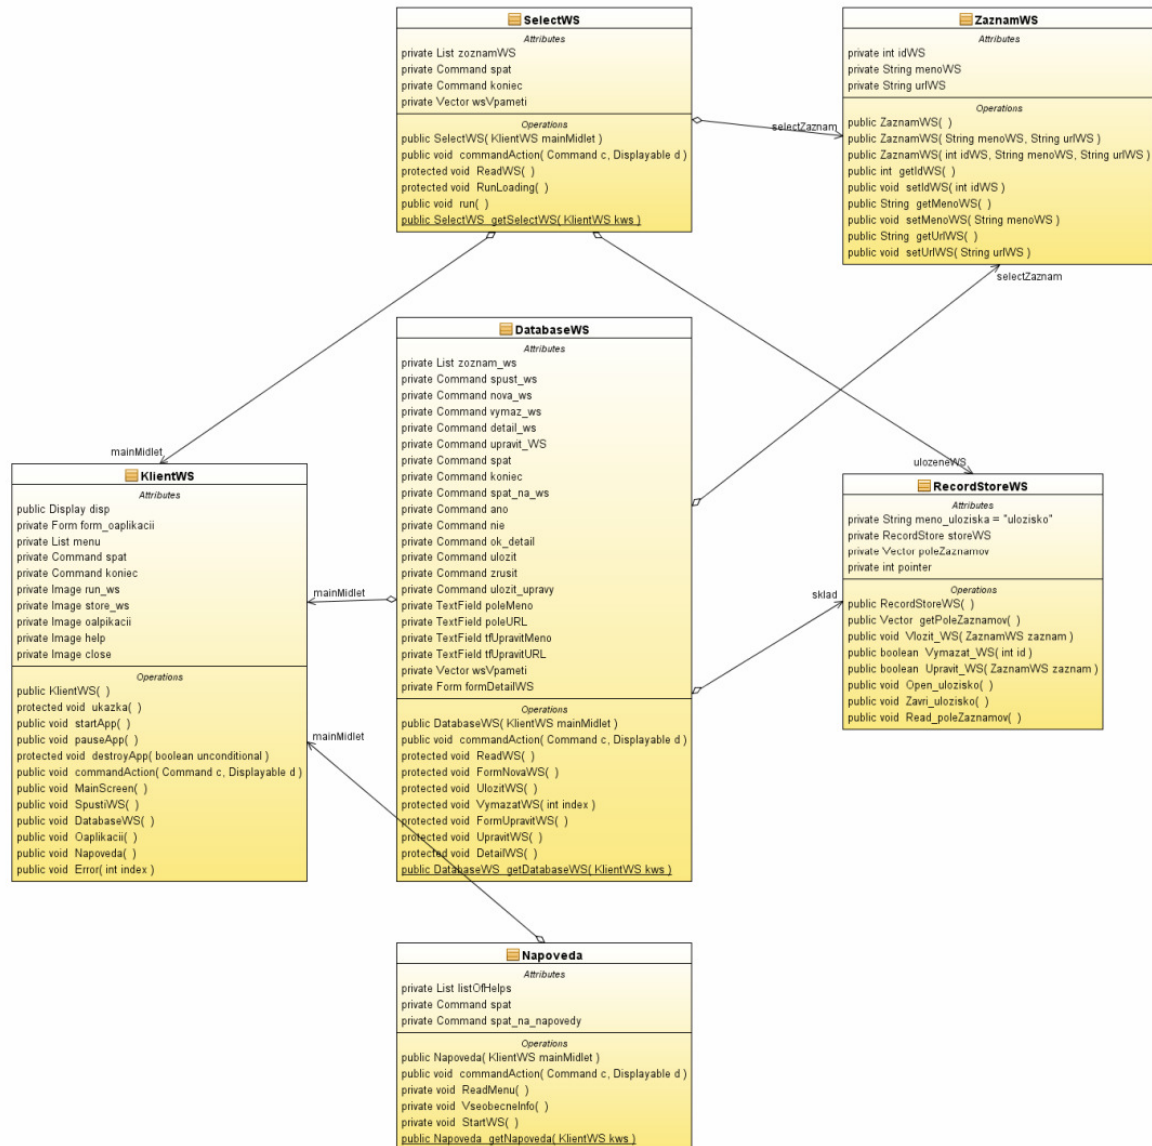 SelectWS
Attributes
private List zoznamWS
private Command spat
private Command koniec
private Vector wsVpameti
Operations
public SelectWS( KlientWS mainMidlet )
public void commandAction( Command c, Displayable d )
protected void ReadWS( )
protected void RunLoading( )
public void run( )
public SelectWS getSelectWS( KlientWS kws )
selectZaznam
ZaznamWS
Attributes
private int idWS
private String menoWS
private String urlWS
Operations
public ZaznamWS( )
public ZaznamWS( String menoWS, String urlWS )
public ZaznamWS( int idWS, String menoWS, String urlWS )
public int getIdWS( )
public void setIdWS( int idWS )
public String getMenoWS( )
public void setMenoWS( String menoWS )
public String getUrlWS( )
public void setUrlWS( String urlWS )
selectZaznam
mainMidlet
KlientWS
Attributes
public Display disp
private Form form_oaplikacii
private List menu
private Command spat
private Command koniec
private Image run_ws
private Image store_ws
private Image oalpikacii
private Image help
private Image close
Operations
public KlientWS( )
protected void ukazka( )
public void startApp( )
public void pauseApp( )
protected void destroyApp( boolean unconditional )
public void commandAction( Command c, Displayable d )
public void MainScreen( )
public void SpustiWS( )
public void DatabaseWS( )
public void Oaplikacii( )
public void Napoveda( )
public void Error( int index )
mainMidlet
mainMidlet
DatabaseWS
Attributes
private List zoznam_ws
private Command spust_ws
private Command nova_ws
private Command vymaz_ws
private Command detail_ws
private Command upravit_WS
private Command spat
private Command koniec
private Command spat_na_ws
private Command ano
private Command nie
private Command ok_detail
private Command ulozit
private Command zrusit
private Command ulozit_upravy
private TextField poleMeno
private TextField poleURL
private TextField tfUpravitMeno
private TextField tfUpravitURL
private Vector wsVpameti
private Form formDetailWS
Operations
public DatabaseWS( KlientWS mainMidlet )
public void commandAction( Command c, Displayable d )
protected void ReadWS( )
protected void FormNovaWS( )
protected void UlozitWS( )
protected void VymazatWS( int index )
protected void FormUpravitWS( )
protected void UpravitWS( )
protected void DetailWS( )
public DatabaseWS getDatabaseWS( KlientWS kws )
ulozeneWS
sklad
RecordStoreWS
Attributes
private String meno_uloziska = "ulozisko"
private RecordStore storeWS
private Vector poleZaznamov
private int pointer
Operations
public RecordStoreWS( )
public Vector getPoleZaznamov( )
public void Vlozit_WS( ZaznamWS zaznam )
public boolean Vymazat_WS( int id )
public boolean Upravit_WS( ZaznamWS zaznam )
public void Open_ulozisko( )
public void Zavri_ulozisko( )
public void Read_poleZaznamov( )
Napoveda
Attributes
private List listOfHelps
private Command spat
private Command spat_na_napovedy
Operations
public Napoveda( KlientWS mainMidlet )
public void commandAction( Command c, Displayable d )
private void ReadMenu( )
private void VseobecneInfo( )
private void StartWS( )
public Napoveda getNapoveda( KlientWS kws )